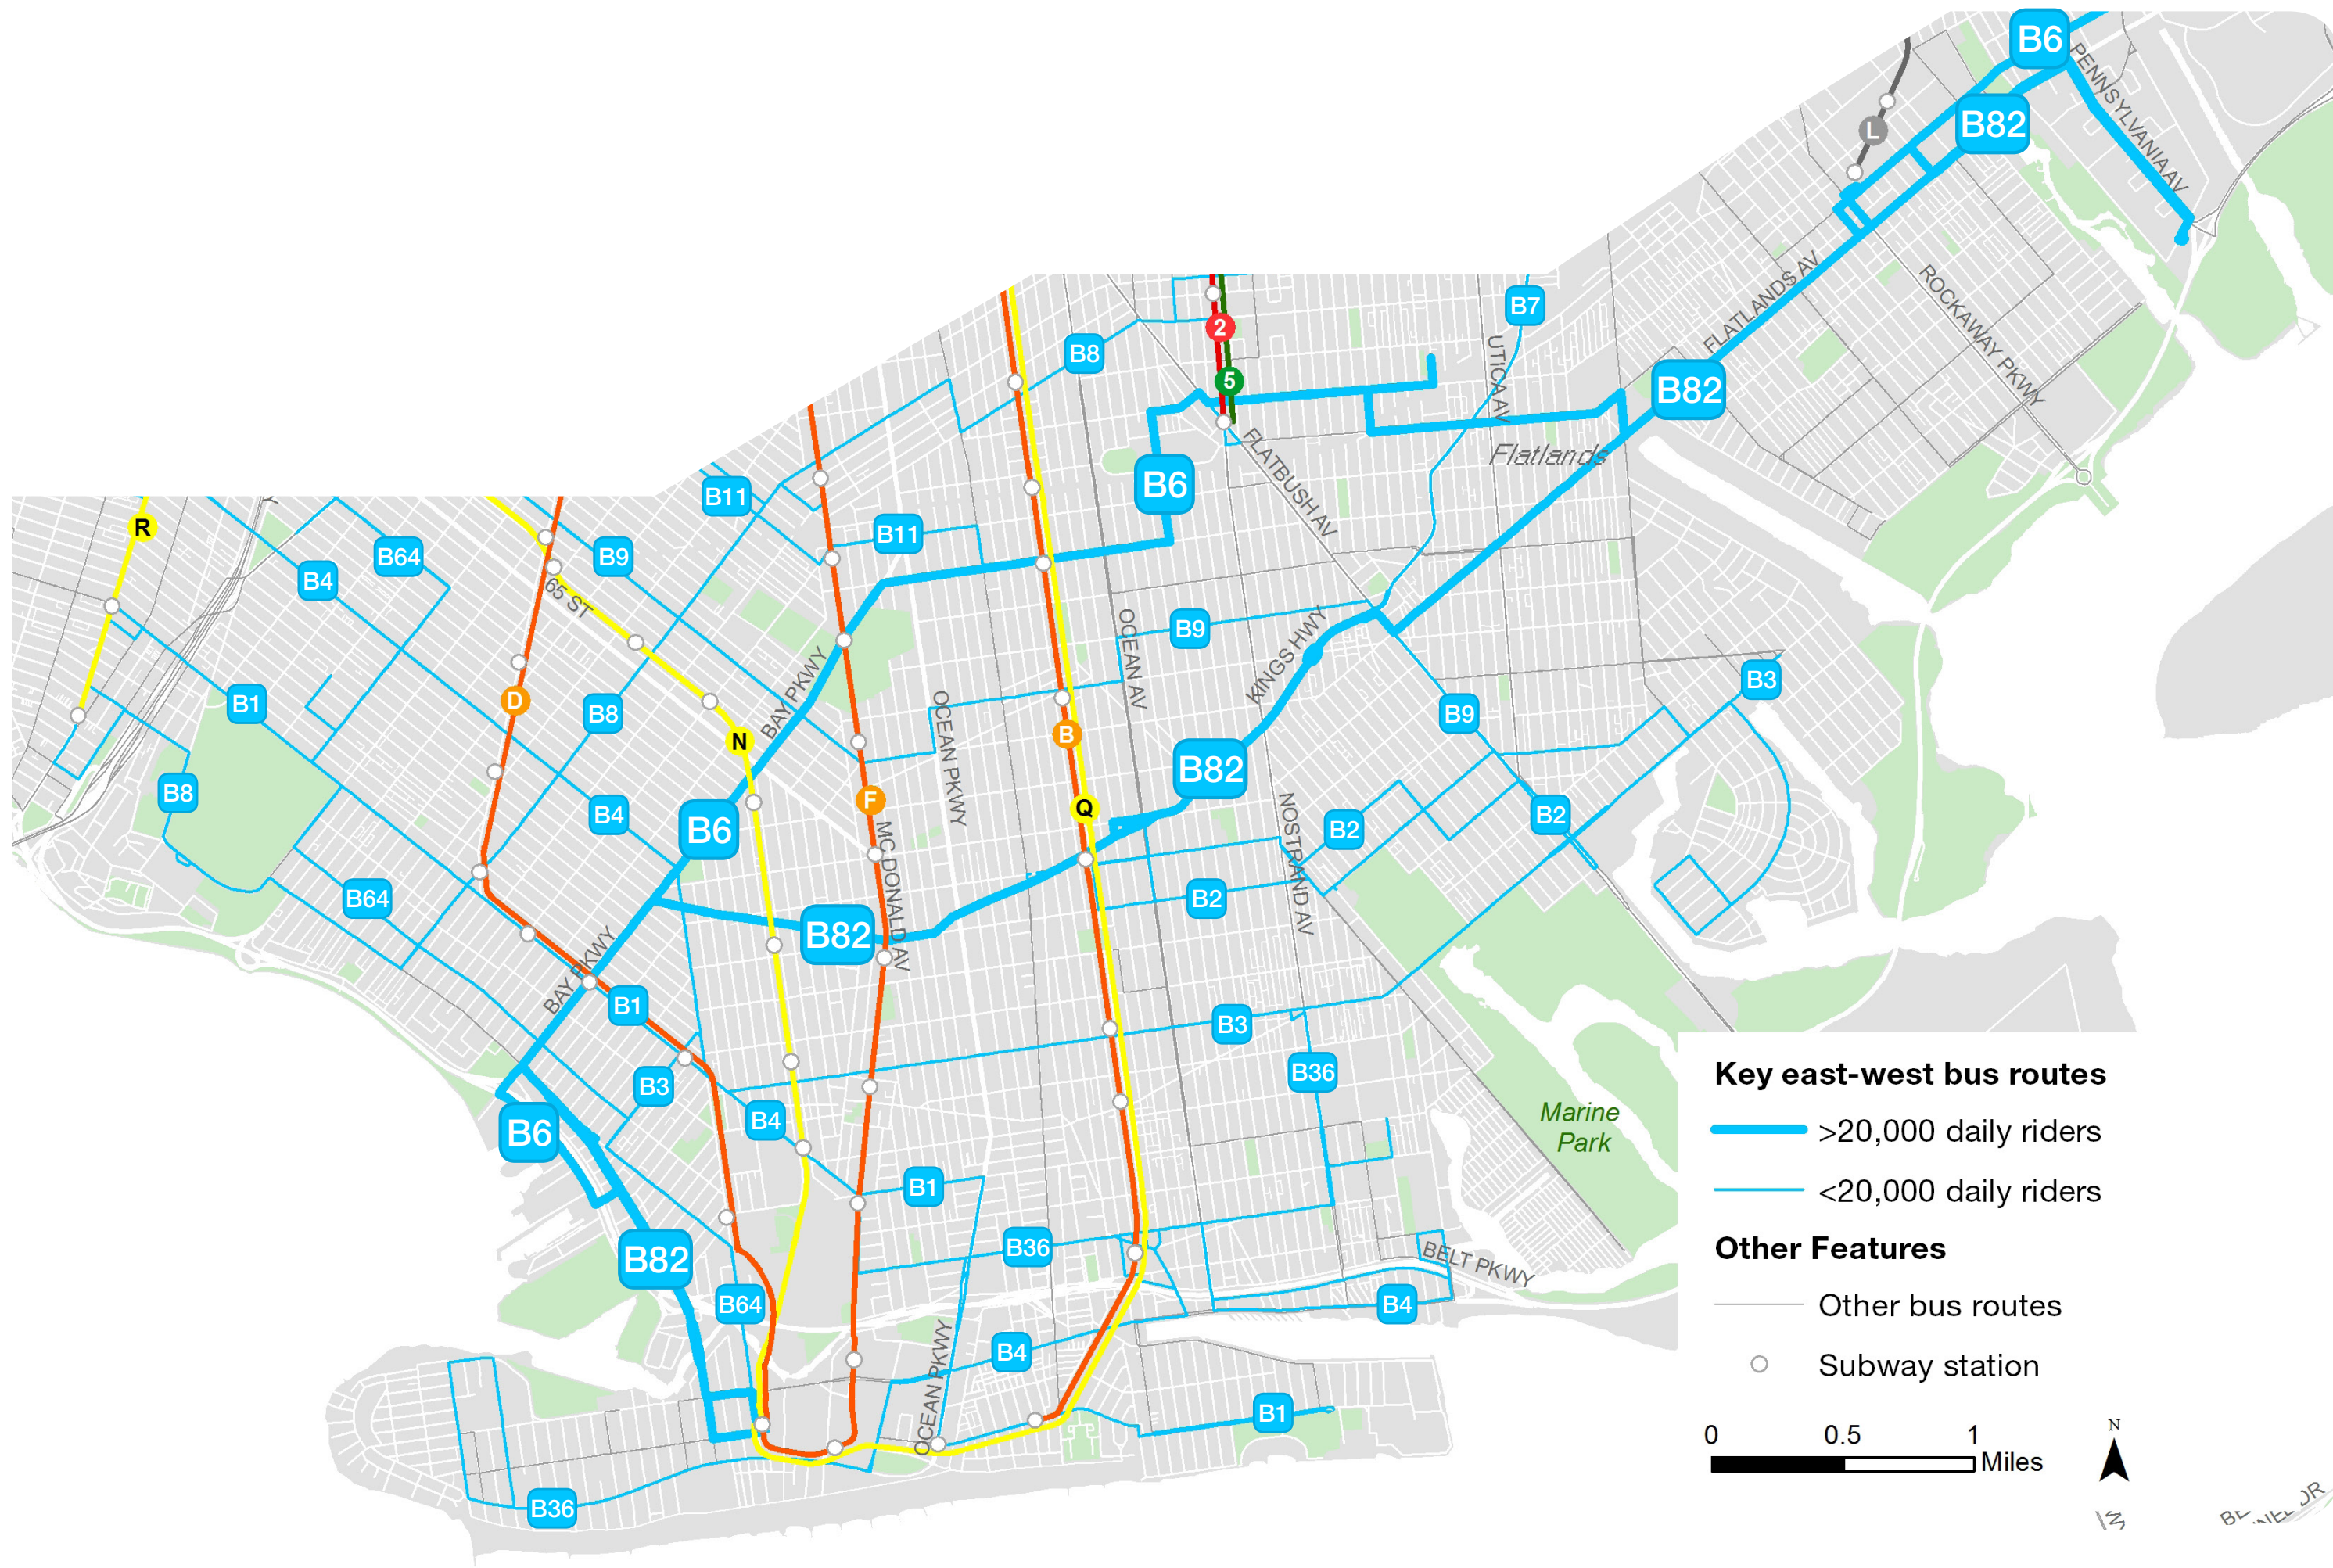 B6
PENNSYLVANIA AV
B82
L
FLATLANDS AV
ROCKAWAY PKWY
B7
2
5
B8
UTICA AV
B82
Flatlands
FLATBUSH AV
B6
B11
B11
R
B64
B4
B9
65 ST
D
B1
B8
N
BAY PKWY
OCEAN PKWY
OCEAN AV
B9
KINGS HWY
B
B9
B3
B8
B4
B6
F
MC DONALD AV
Q
B82
NOSTRAND AV
B2
B2
B64
B82
B2
BAY PKWY
B1
B3
B4
B3
B36
Marine
Park
B6
B1
B36
B82
B64
BELT PKWY
B4
B4
OCEAN PKWY
B1
B36
Key east-west bus routes
>20,000 daily riders
<20,000 daily riders
Other Features
Other bus routes
Subway station
0 0.5 1
Miles
N